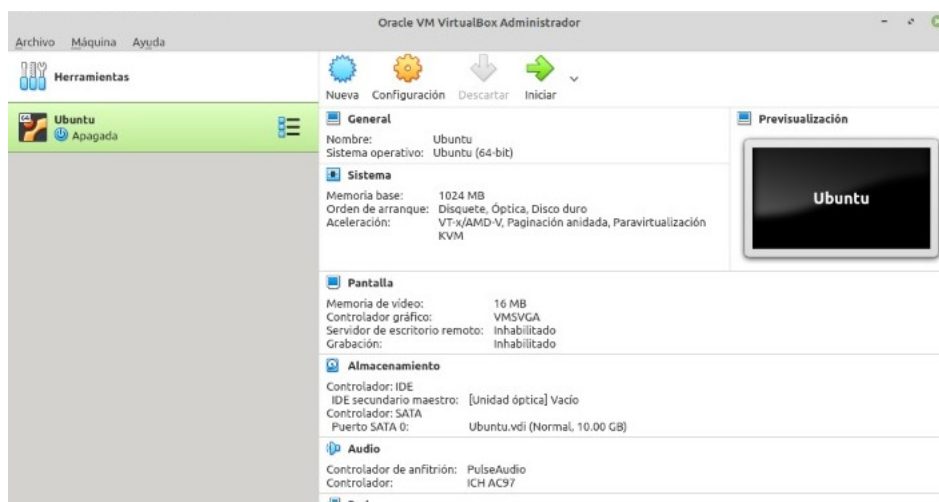 Oracle VM VirtualBox Administrador
Archivo Máquina Ayuda
Herramientas
Nueva Configuración Descartar Iniciar
64
Ubuntu
Apagada
General
Nombre: Ubuntu
Sistema operativo: Ubuntu (64-bit)
Previsualización
Ubuntu
Sistema
Memoria base: 1024 MB
Orden de arranque: Disquete, Óptica, Disco duro
Aceleración: VT-x/AMD-V, Paginación anidada, Paravirtualización
KVM
Pantalla
Memoria de vídeo: 16 MB
Controlador gráfico: VMSVGA
Servidor de escritorio remoto: Inhabilitado
Grabación: Inhabilitado
Almacenamiento
Controlador: IDE
IDE secundario maestro: [Unidad óptica] Vacío
Controlador: SATA
Puerto SATA 0: Ubuntu.vdi (Normal, 10.00 GB)
Audio
Controlador de anfitrión: PulseAudio
Controlador: ICH AC97